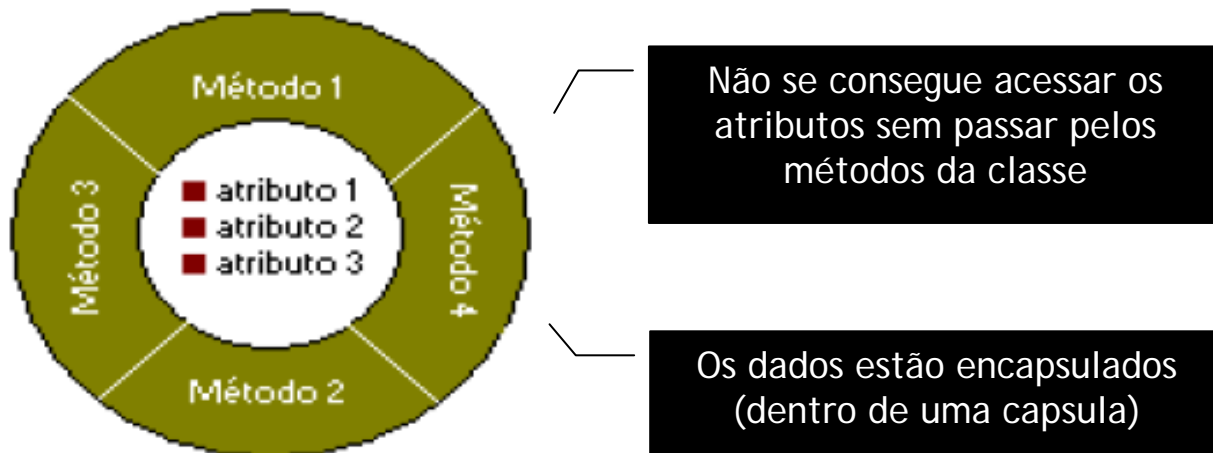 Método 1
Método 3
atributo 1
atributo 2
atributo 3
Método 4
Método 2
Não se consegue acessar os
atributos sem passar pelos
métodos da classe
Os dados estão encapsulados
(dentro de uma capsula)